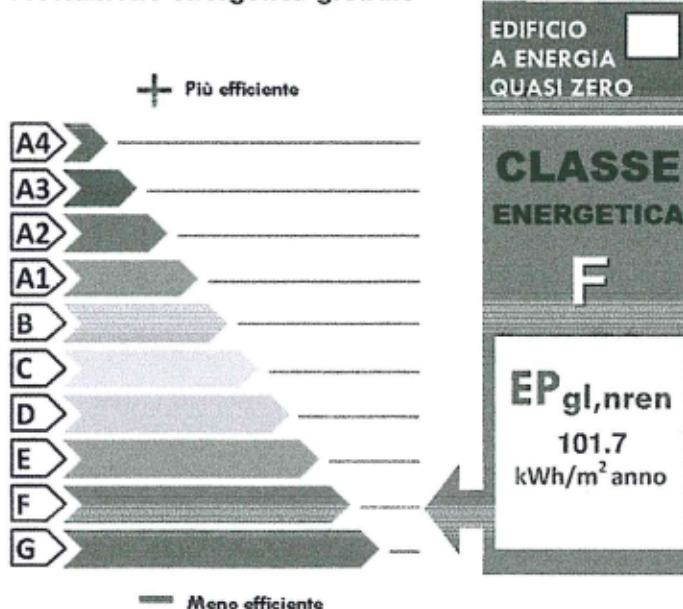 EDIFICIO
A ENERGIA
QUASI ZERO
Più efficiente
A4
A3
A2
A1
B
C
D
E
F
G
Meno efficiente
CLASSE
ENERGETICA
F
EPgl,nren
101.7
kWh/m² anno